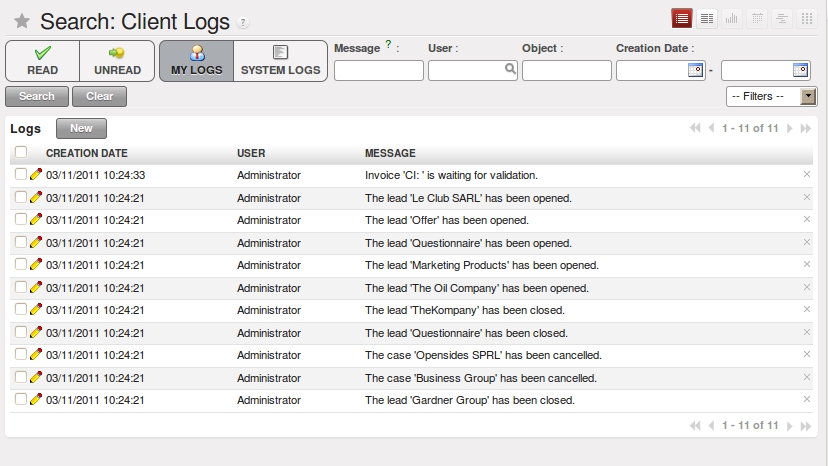 Search: Client Logs ?
READ UNREAD MY LOGS SYSTEM LOGS
Message ? : User : Object : Creation Date :
-
Search Clear -- Filters --
Logs New 1 - 11 of 11
CREATION DATE USER MESSAGE
03/11/2011 10:24:33 Administrator Invoice 'CI: ' is waiting for validation.
03/11/2011 10:24:21 Administrator The lead 'Le Club SARL' has been opened.
03/11/2011 10:24:21 Administrator The lead 'Offer' has been opened.
03/11/2011 10:24:21 Administrator The lead 'Questionnaire' has been opened.
03/11/2011 10:24:21 Administrator The lead 'Marketing Products' has been opened.
03/11/2011 10:24:21 Administrator The lead 'The Oil Company' has been opened.
03/11/2011 10:24:21 Administrator The lead 'TheKompany' has been closed.
03/11/2011 10:24:21 Administrator The lead 'Questionnaire' has been closed.
03/11/2011 10:24:21 Administrator The case 'Opensides SPRL' has been cancelled.
03/11/2011 10:24:21 Administrator The case 'Business Group' has been cancelled.
03/11/2011 10:24:21 Administrator The lead 'Gardner Group' has been closed.
1 - 11 of 11